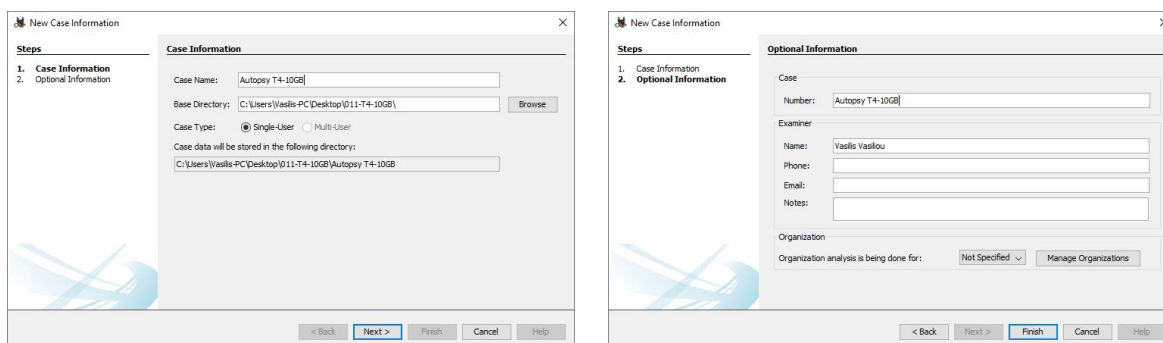 New Case Information
Steps
1. Case Information
2. Optional Information
Case Information
Case Name: Autopsy T4-10GB
Base Directory: C:\Users\Vasilis-PC\Desktop\011-T4-10GB\ Browse
Case Type: Single-User Multi-User
Case data will be stored in the following directory:
C:\Users\Vasilis-PC\Desktop\011-T4-10GB\Autopsy T4-10GB
< Back Next > Finish Cancel Help
New Case Information
Steps
1. Case Information
2. Optional Information
Optional Information
Case
Number: Autopsy T4-10GB
Examiner
Name: Vasilis Vasiliou
Phone:
Email:
Notes:
Organization
Organization analysis is being done for: Not Specified Manage Organizations
< Back Next > Finish Cancel Help